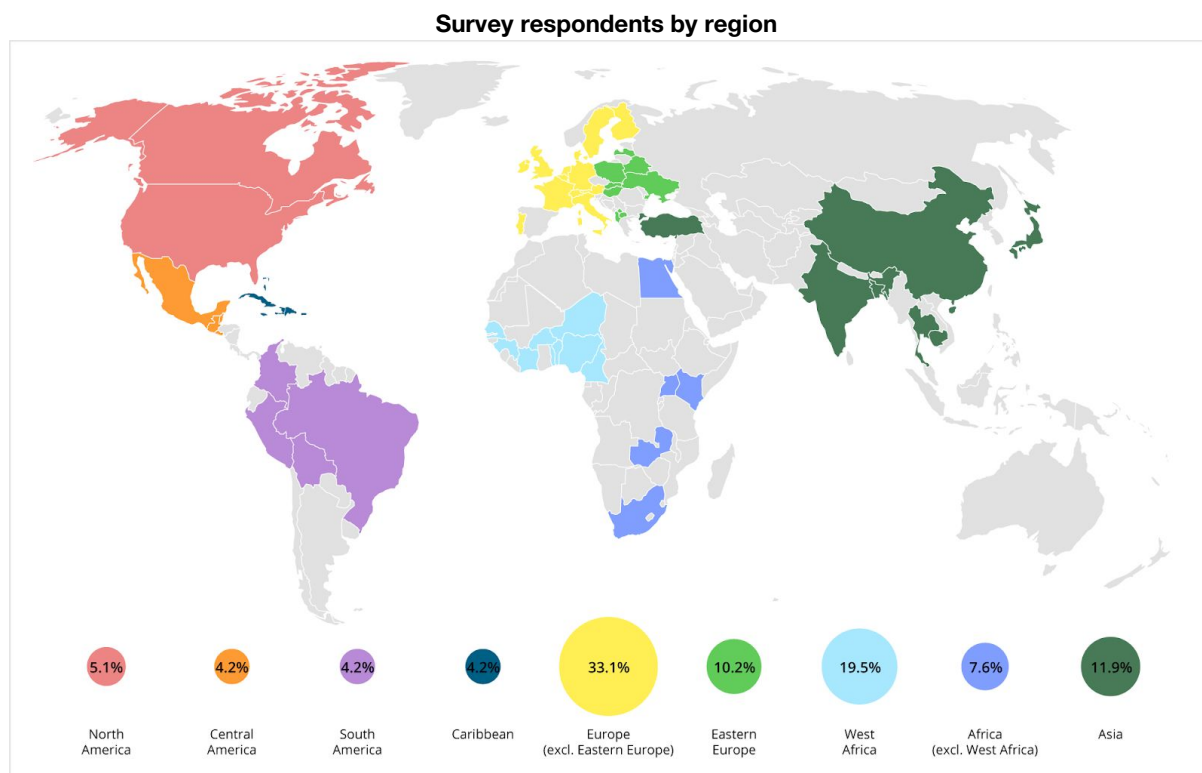 Survey respondents by region
5.1%
4.2%
4.2%
4.2%
33.1%
10.2%
19.5%
7.6%
11.9%
North
America
Central
America
South
America
Caribbean
Europe
(excl. Eastern Europe)
Eastern
Europe
West
Africa
Africa
(excl. West Africa)
Asia